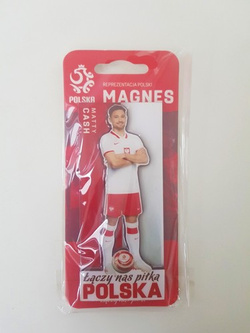 REPREZENTACJA POLSKI
MAGNES
POLSKA
MATTY
CASH
Łączy nas piłka
POLSKA